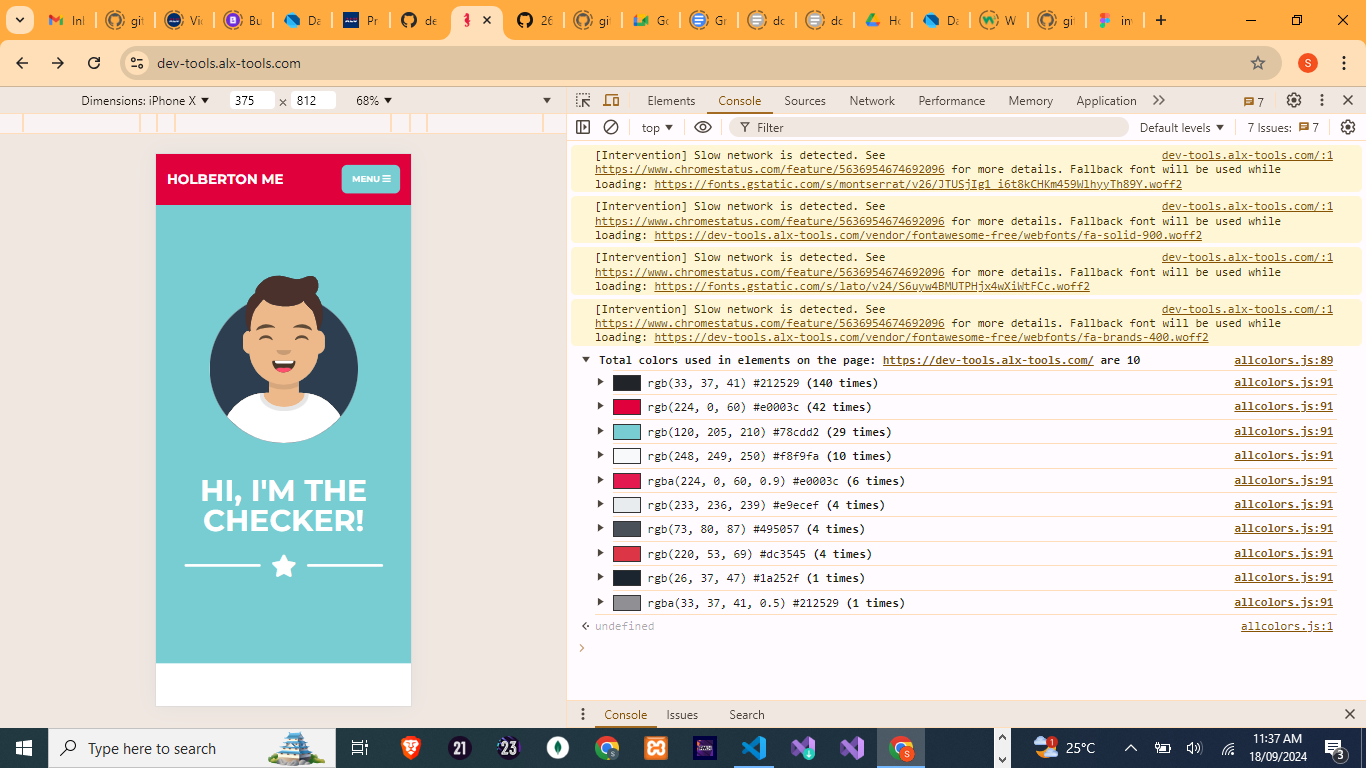 Inl
git
Vie
Bu
Da
Pr
de
26
git
Go
Gr
do
do
Ho
Da
W
git
in
dev-tools.alx-tools.com
S
Dimensions: iPhone X ▼ 375 × 812 68% ▼
Elements Console Sources Network Performance Memory Application 7
top ▼ Filter Default levels ▼ 7 Issues: 7
HOLBERTON ME
MENU
HI, I'M THE
CHECKER!
[Intervention] Slow network is detected. See dev-tools.alx-tools.com/:1
https://www.chromestatus.com/feature/5636954674692096 for more details. Fallback font will be used while
loading: https://fonts.gstatic.com/s/montserrat/v26/JTUSjIg1_i6t8kCHKm459WlhyyTh89Y.woff2
[Intervention] Slow network is detected. See dev-tools.alx-tools.com/:1
https://www.chromestatus.com/feature/5636954674692096 for more details. Fallback font will be used while
loading: https://dev-tools.alx-tools.com/vendor/fontawesome-free/webfonts/fa-solid-900.woff2
[Intervention] Slow network is detected. See dev-tools.alx-tools.com/:1
https://www.chromestatus.com/feature/5636954674692096 for more details. Fallback font will be used while
loading: https://fonts.gstatic.com/s/lato/v24/S6uyw4BMUTPHjx4wXiWtFCc.woff2
[Intervention] Slow network is detected. See dev-tools.alx-tools.com/:1
https://www.chromestatus.com/feature/5636954674692096 for more details. Fallback font will be used while
loading: https://dev-tools.alx-tools.com/vendor/fontawesome-free/webfonts/fa-brands-400.woff2
Total colors used in elements on the page: https://dev-tools.alx-tools.com/ are 10 allcolors.js:89
rgb(33, 37, 41) #212529 (140 times) allcolors.js:91
rgb(224, 0, 60) #e0003c (42 times) allcolors.js:91
rgb(120, 205, 210) #78cdd2 (29 times) allcolors.js:91
rgb(248, 249, 250) #f8f9fa (10 times) allcolors.js:91
rgba(224, 0, 60, 0.9) #e0003c (6 times) allcolors.js:91
rgb(233, 236, 239) #e9ecef (4 times) allcolors.js:91
rgb(73, 80, 87) #495057 (4 times) allcolors.js:91
rgb(220, 53, 69) #dc3545 (4 times) allcolors.js:91
rgb(26, 37, 47) #1a252f (1 times) allcolors.js:91
rgba(33, 37, 41, 0.5) #212529 (1 times) allcolors.js:91
undefined allcolors.js:1
Console Issues Search
Type here to search
21
23
1 25°C
11:37 AM
18/09/2024
3